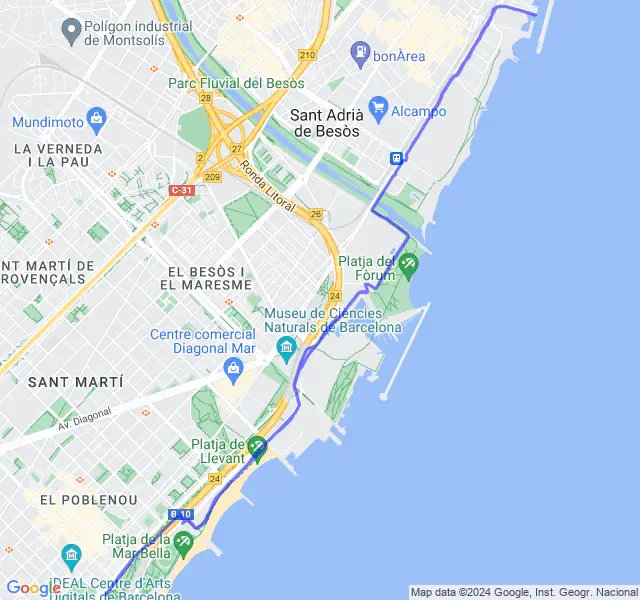 Polígon industrial
de Montsolís
210
bonÀrea
Parc Fluvial del Besòs
28
Mundimoto
Sant Adrià
de Besòs
Alcampo
LA VERNEDA
I LA PAU
27
2
209
C-31
Ronda Litoral
26
NT MARTÍ DE
ROVENÇALS
EL BESÒS I
EL MARESME
Platja del
Fòrum
24
Museu de Ciències
Naturals de Barcelona
Centre comercial
Diagonal Mar
SANT MARTÍ
Av. Diagonal
Platja de
Llevant
24
EL POBLENOU
B-10
Platja de la
Mar Bella
iDEAL Centre d'Arts
Digitals de Barcelona
Google
Map data ©2024 Google, Inst. Geogr. Nacional